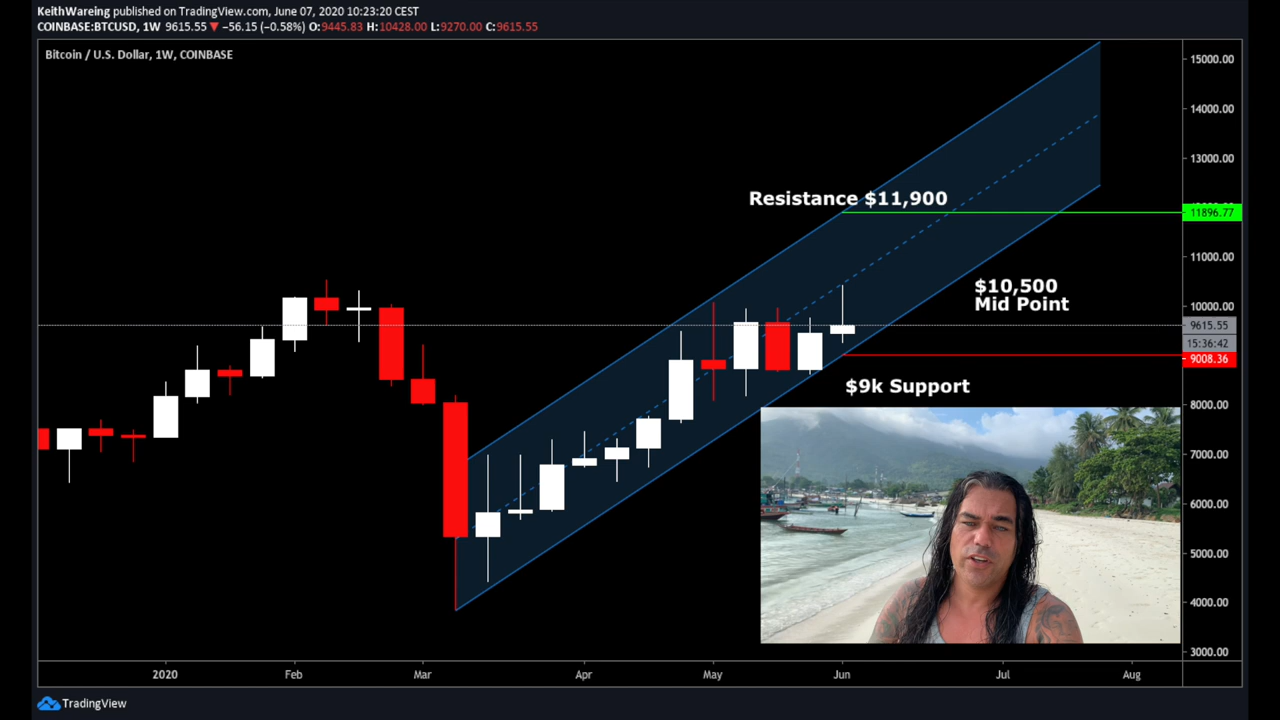 KeithWareing published on TradingView.com, June 07, 2020 10:23:20 CEST
COINBASE:BTCUSD, 1W 9615.55 ▼ −56.15 (−0.58%) O:9445.83 H:10428.00 L:9270.00 C:9615.55
Bitcoin / U.S. Dollar, 1W, COINBASE
15000.00
14000.00
13000.00
Resistance $11,900
11896.77
11000.00
$10,500
Mid Point
10000.00
9615.55
15:36:42
9008.36
$9k Support
8000.00
7000.00
6000.00
5000.00
4000.00
3000.00
2020 Feb Mar Apr May Jun Jul Aug
TradingView